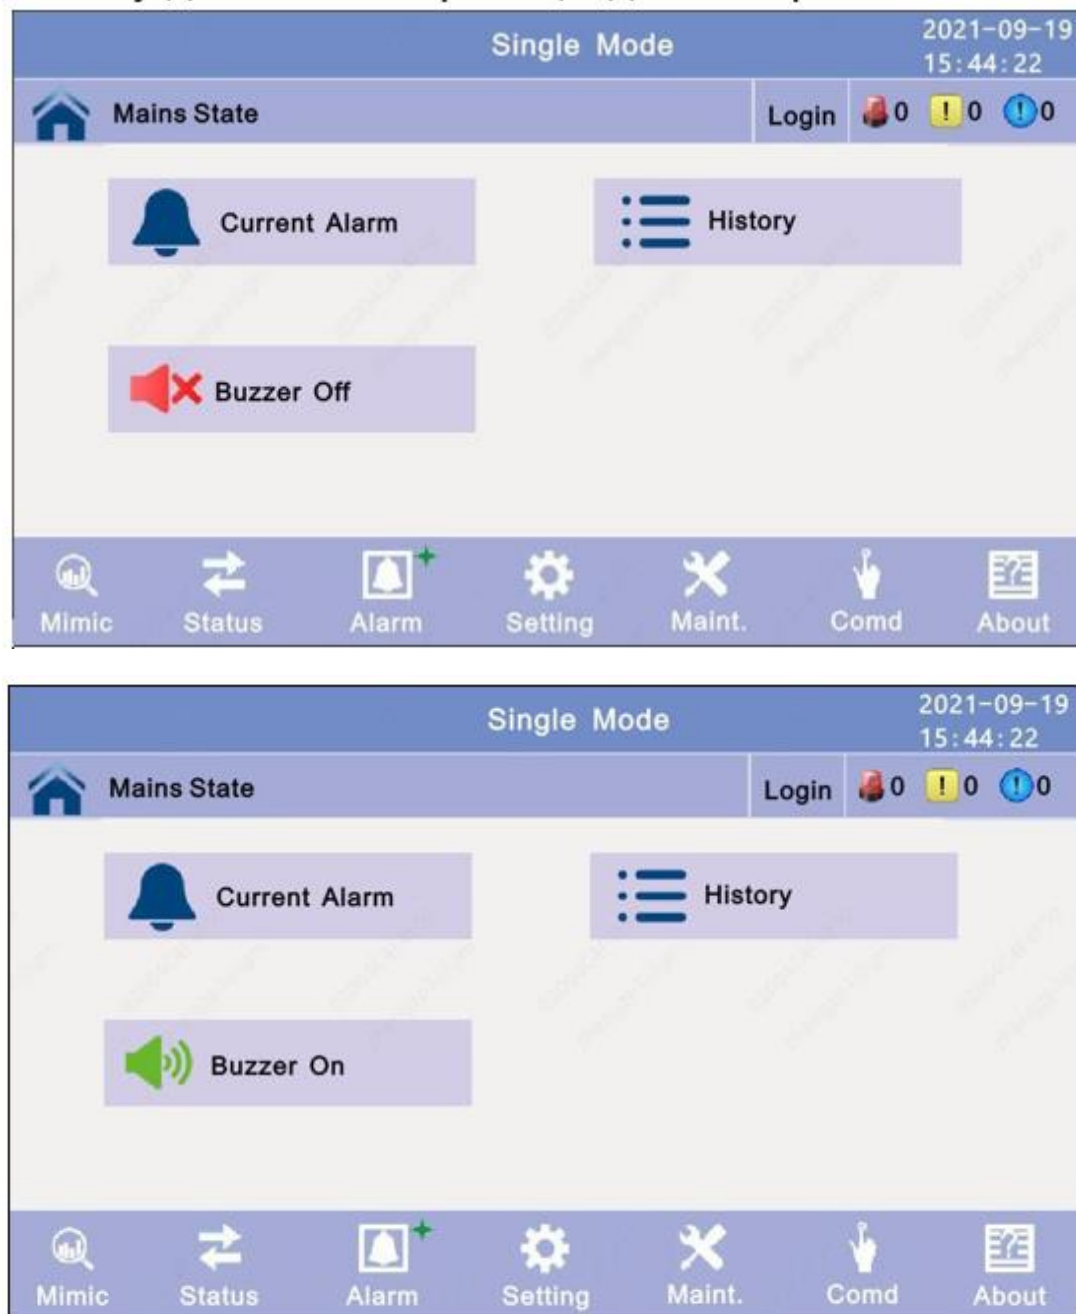 Single Mode
2021-09-19
15:44:22
Mains State
Login 0 ! 0 ! 0
Current Alarm
History
Buzzer Off
Mimic Status Alarm Setting Maint. Comd About
Single Mode
2021-09-19
15:44:22
Mains State
Login 0 ! 0 ! 0
Current Alarm
History
Buzzer On
Mimic Status Alarm Setting Maint. Comd About